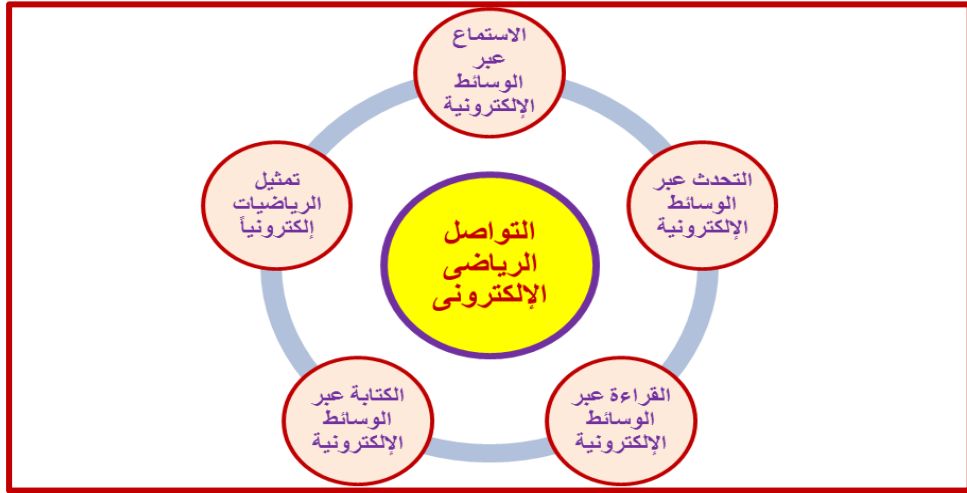 الاستماع
عبر
الوسائط
الإلكترونية
التحدث عبر
الوسائط
الإلكترونية
القراءة عبر
الوسائط
الإلكترونية
الكتابة عبر
الوسائط
الإلكترونية
تمثيل
الرياضيات
إلكترونياً
التواصل
الرياضى
الإلكترونى